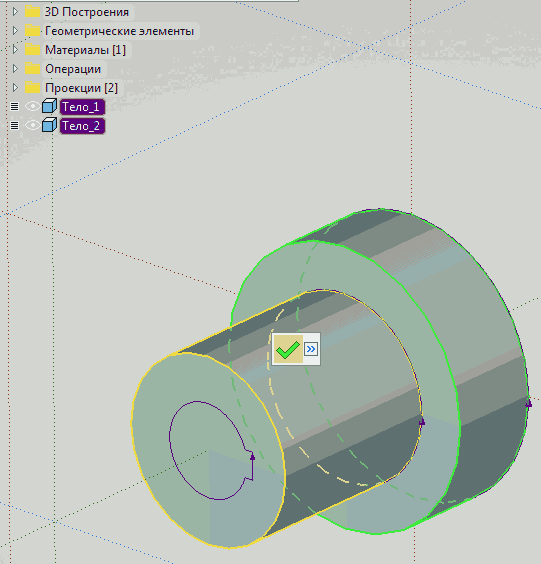 3D Построения
Геометрические элементы
Материалы [1]
Операции
Проекции [2]
Тело_1
Тело_2